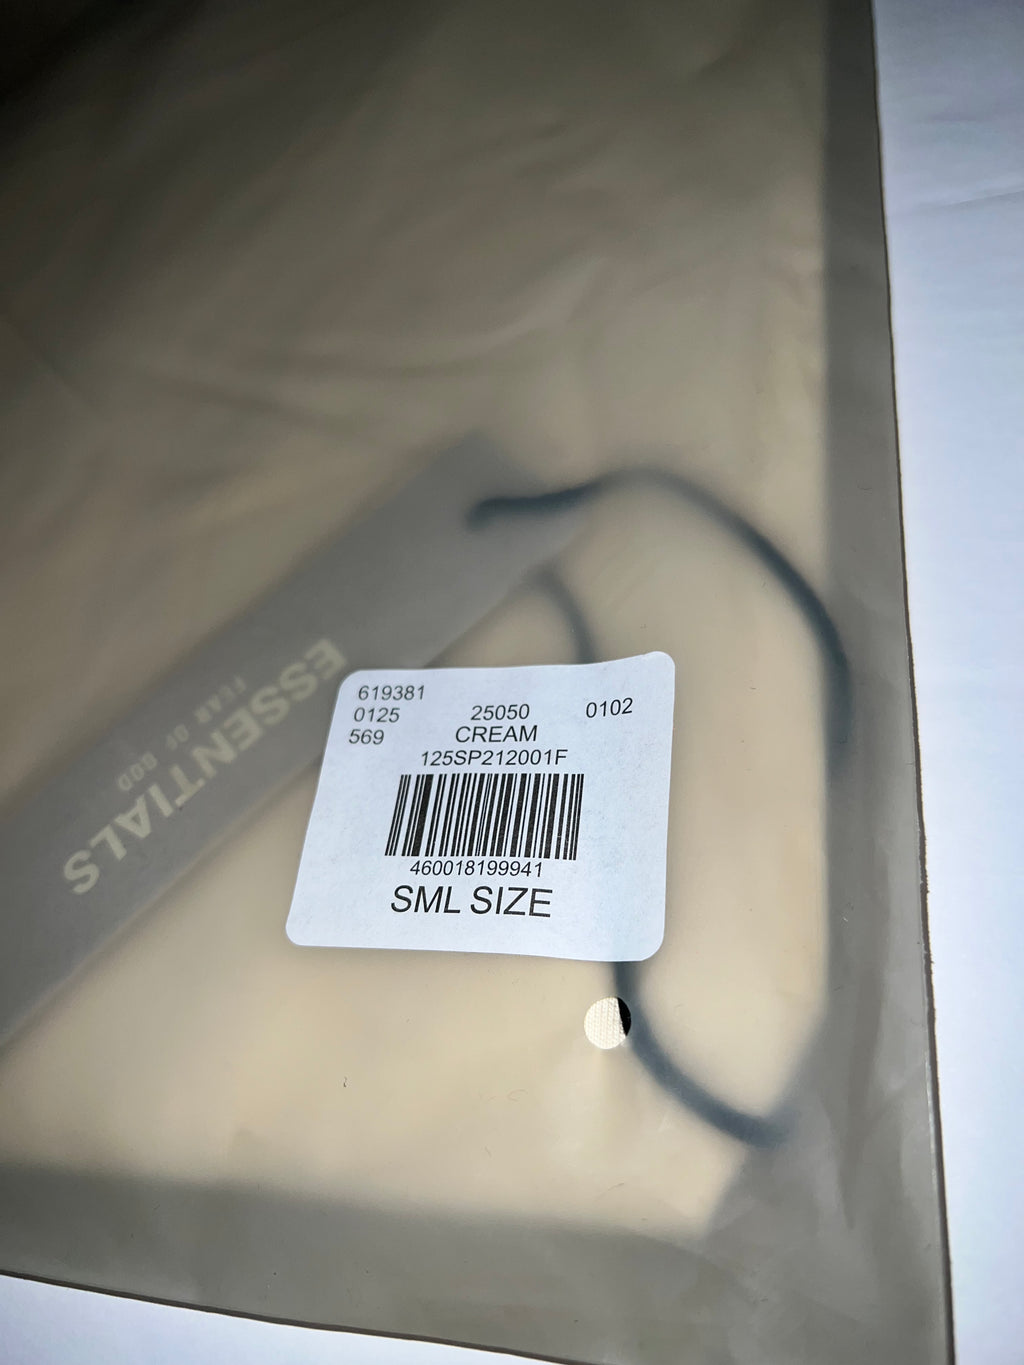 619381
0125 25050 0102
569 CREAM
125SP212001F
460018199941
SML SIZE
ESSENTIALS
FEAR OF GOD